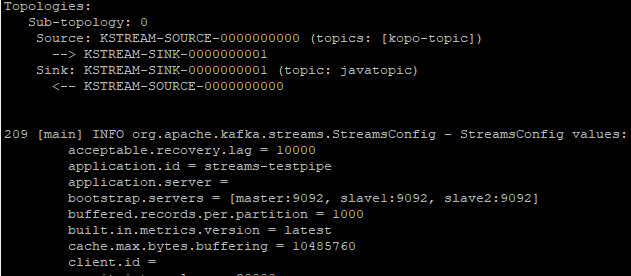 Topologies:
Sub-topology: 0
Source: KSTREAM-SOURCE-0000000000 (topics: [kopo-topic])
--> KSTREAM-SINK-0000000001
Sink: KSTREAM-SINK-0000000001 (topic: javatopic)
<-- KSTREAM-SOURCE-0000000000
209 [main] INFO org.apache.kafka.streams.StreamsConfig - StreamsConfig values:
acceptable.recovery.lag = 10000
application.id = streams-testpipe
application.server =
bootstrap.servers = [master:9092, slave1:9092, slave2:9092]
buffered.records.per.partition = 1000
built.in.metrics.version = latest
cache.max.bytes.buffering = 10485760
client.id =